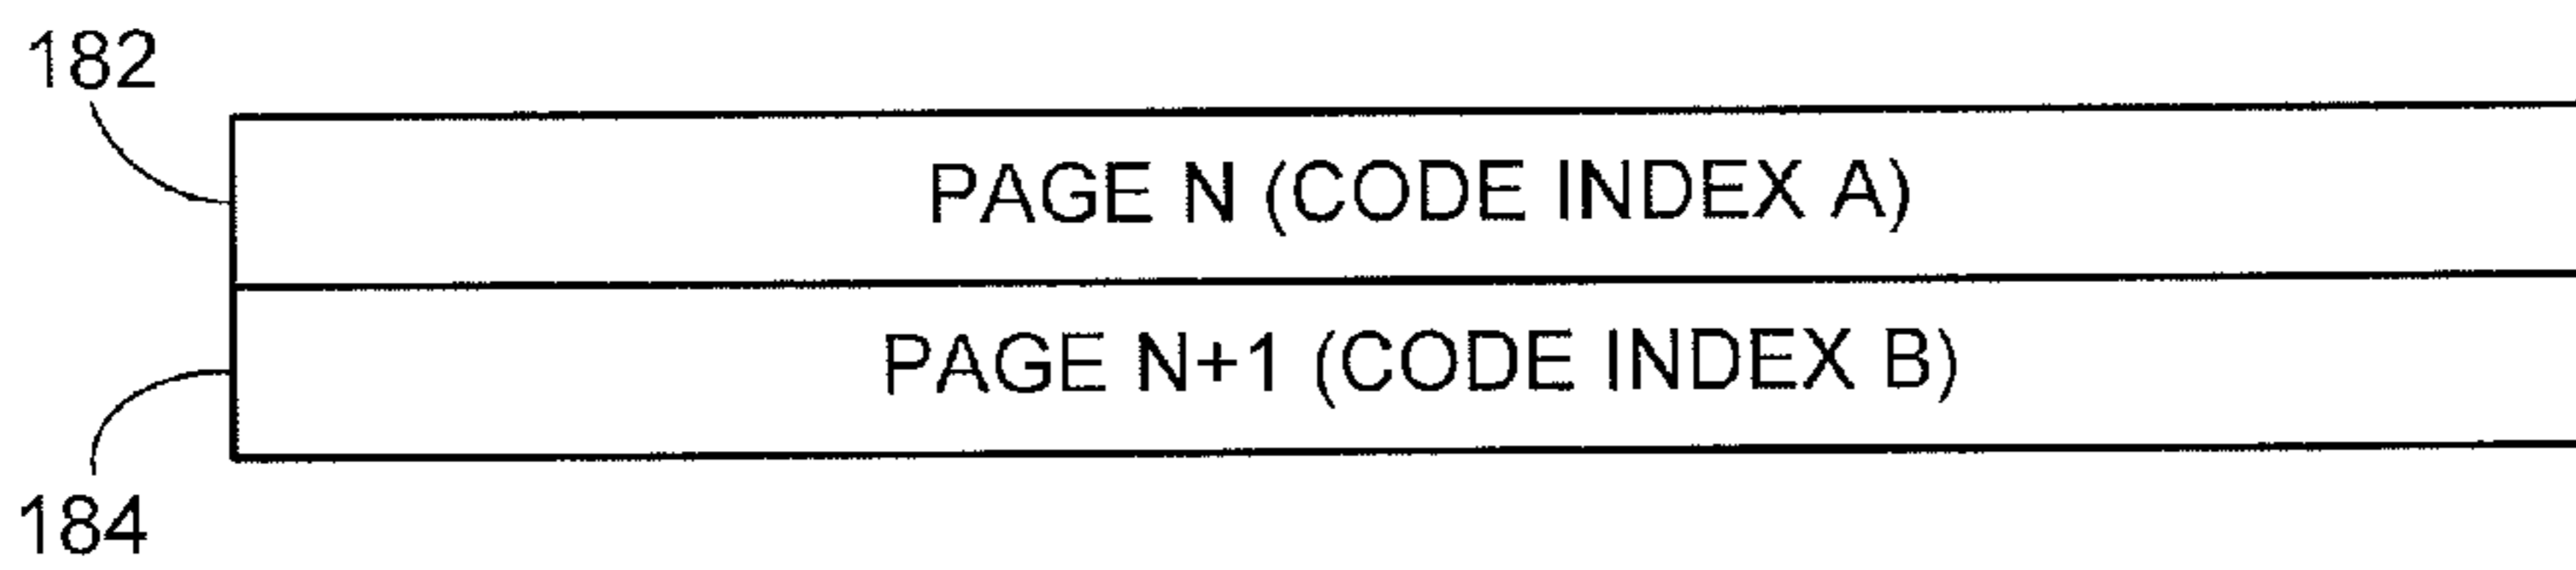 182
PAGE N (CODE INDEX A)
PAGE N+1 (CODE INDEX B)
184